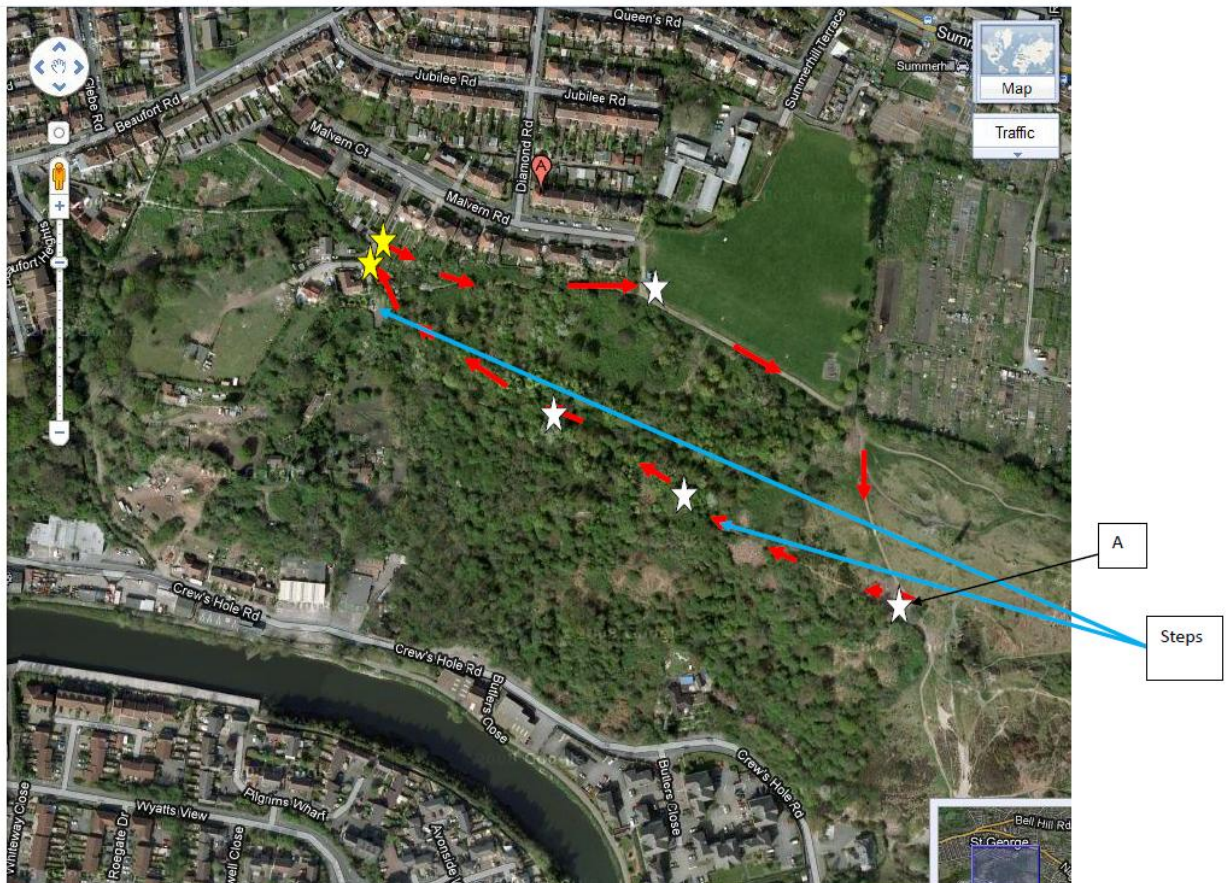 Queen's Rd
Summerhill Terrace
Summerhill
Map
Traffic
Glebe Rd
Beaufort Rd
Jubilee Rd
Jubilee Rd
Malvern Ct
Diamond Rd
A
Malvern Rd
Beaufort Heights
A
Steps
Crew's Hole Rd
Crew's Hole Rd
Butlers Close
Butlers Close
Crew's Hole Rd
Whiteway Close
Roegate Dr
Wyatts View
Pilgrims Wharf
Bell Hill Rd
St George